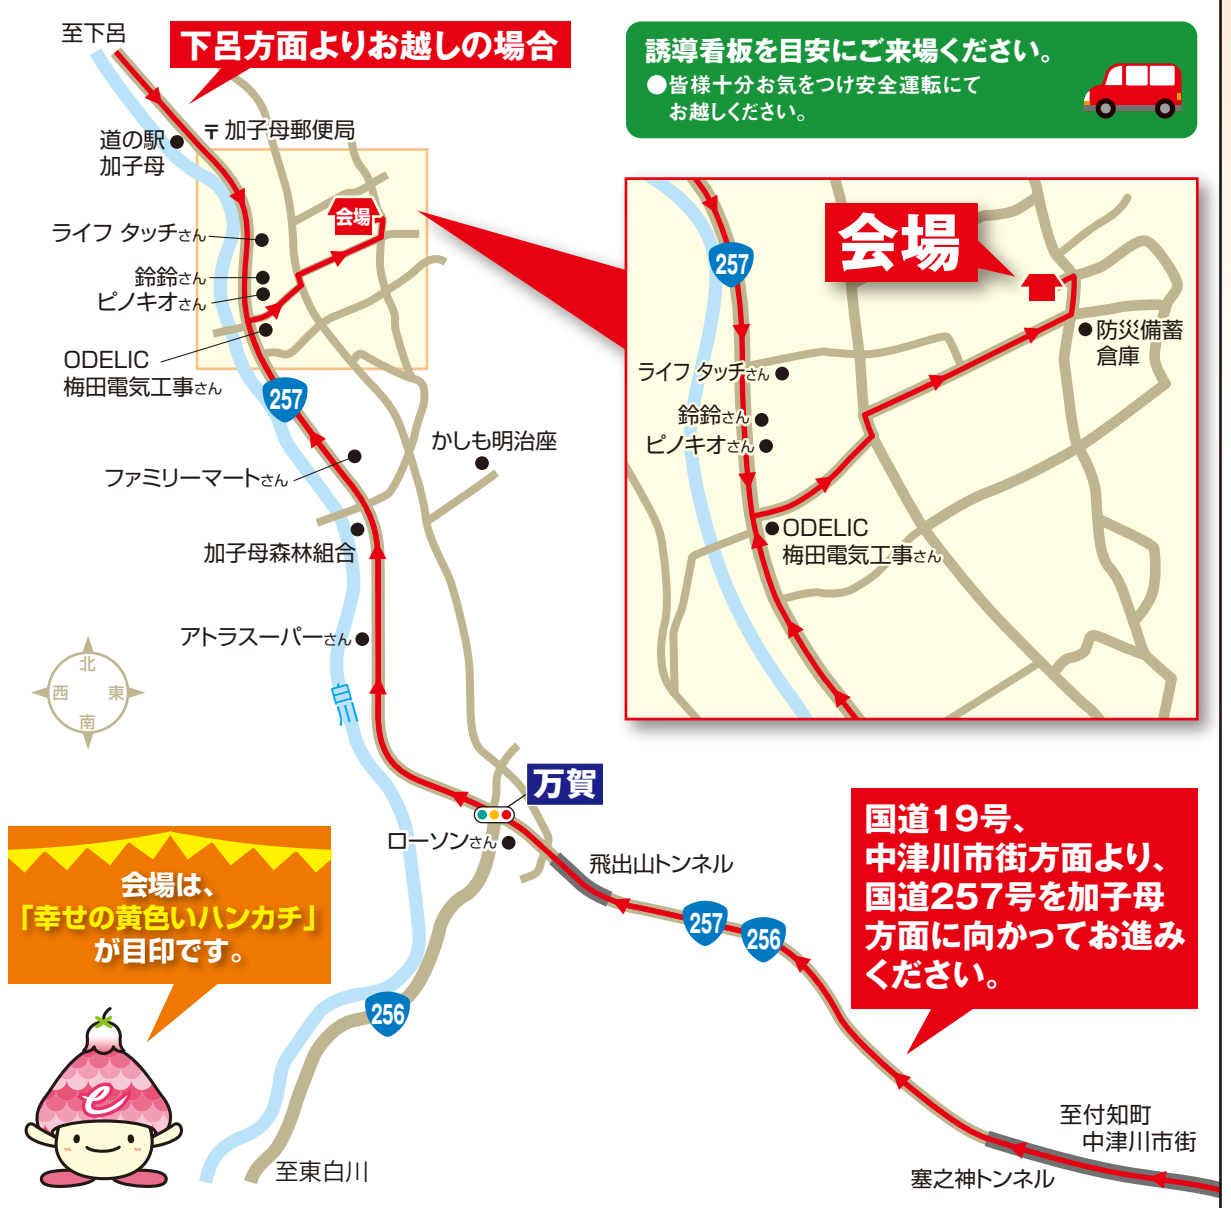 至下呂
下呂方面よりお越しの場合
誘導看板を目安にご来場ください。
●皆様十分お気をつけ安全運転にて
お越しください。
〒加子母郵便局
道の駅
加子母
会場
ライフ タッチさん
鈴鈴さん
ピノキオさん
ODELIC
梅田電気工事さん
257
かしも明治座
ファミリーマートさん
加子母森林組合
アトラスーパーさん
会場
257
防災備蓄
倉庫
ライフ タッチさん
鈴鈴さん
ピノキオさん
ODELIC
梅田電気工事さん
北
西
東
南
白川
万賀
ローソンさん
飛出山トンネル
257
256
国道19号、
中津川市街方面より、
国道257号を加子母
方面に向かってお進み
ください。
会場は、
「幸せの黄色いハンカチ」
が目印です。
256
e
至東白川
至付知町
中津川市街
塞之神トンネル